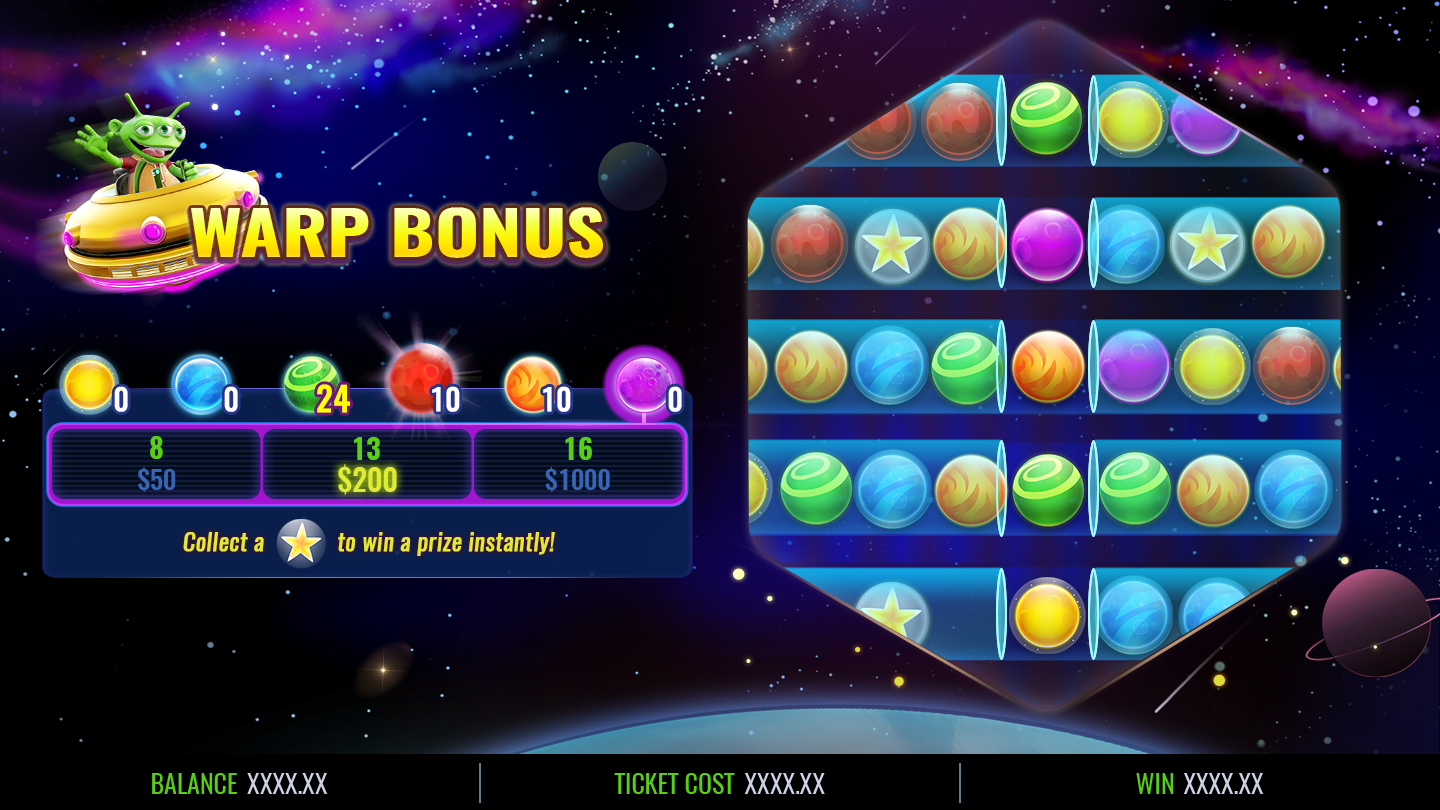 WARP BONUS
0 0 24 10 10 0
8 13 16
$50 $200 $1000
Collect a to win a prize instantly!
BALANCE XXXX.XX TICKET COST XXXX.XX WIN XXXX.XX